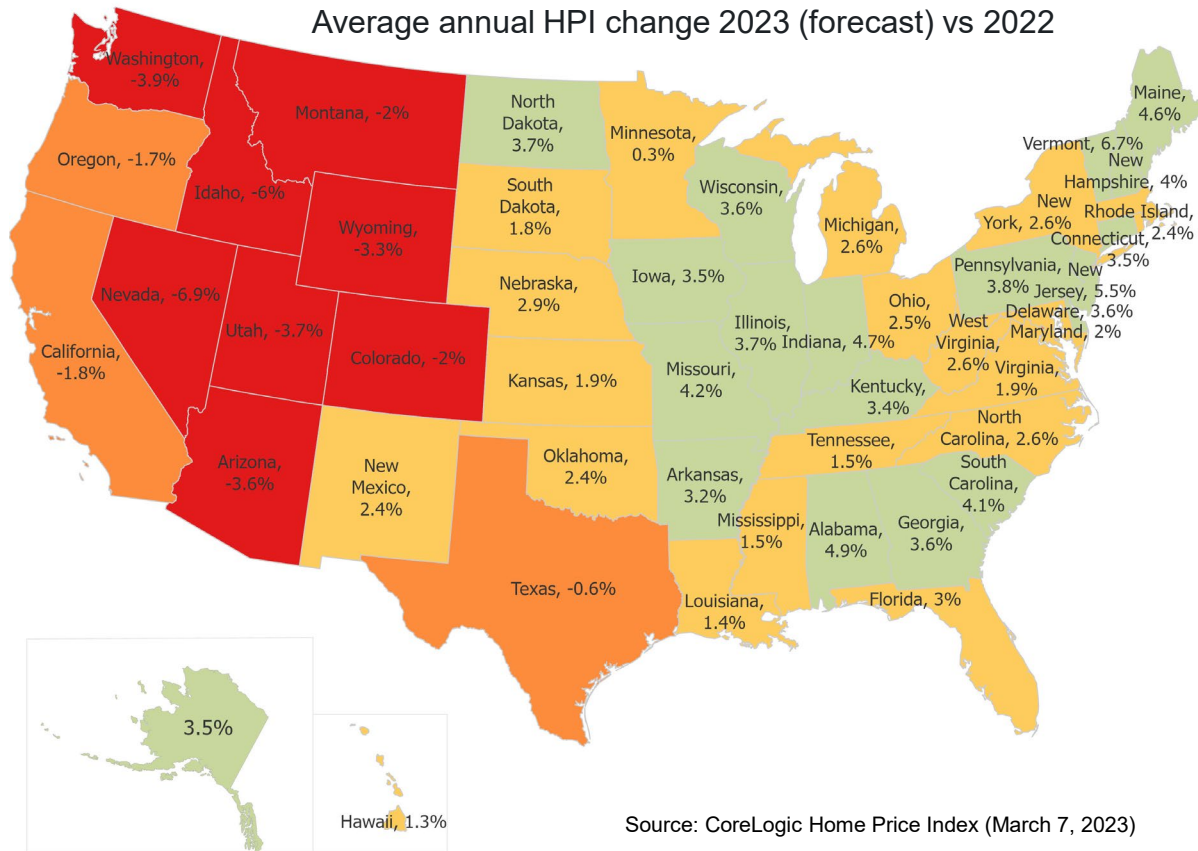 Average annual HPI change 2023 (forecast) vs 2022
Washington,
-3.9%
Montana, -2%
North
Dakota,
3.7%
Minnesota,
0.3%
Maine,
4.6%
Vermont, 6.7%
New
Hampshire, 4%
Oregon, -1.7%
Idaho, -6%
Wyoming,
-3.3%
South
Dakota,
1.8%
Wisconsin,
3.6%
Michigan,
2.6%
New
York, 2.6%
Rhode Island,
2.4%
Connecticut,
3.5%
Nevada, -6.9%
Utah, -3.7%
Colorado, -2%
Nebraska,
2.9%
Iowa, 3.5%
Illinois,
3.7%
Indiana, 4.7%
Ohio,
2.5%
Pennsylvania,
3.8%
New
Jersey, 5.5%
Delaware, 3.6%
Maryland, 2%
West
Virginia,
2.6%
Virginia,
1.9%
California,
-1.8%
Kansas, 1.9%
Missouri,
4.2%
Kentucky,
3.4%
North
Carolina, 2.6%
Tennessee,
1.5%
South
Carolina,
4.1%
Arizona,
-3.6%
New
Mexico,
2.4%
Oklahoma,
2.4%
Arkansas,
3.2%
Mississippi,
1.5%
Alabama,
4.9%
Georgia,
3.6%
Texas, -0.6%
Louisiana,
1.4%
Florida, 3%
3.5%
Hawaii, 1.3%
Source: CoreLogic Home Price Index (March 7, 2023)